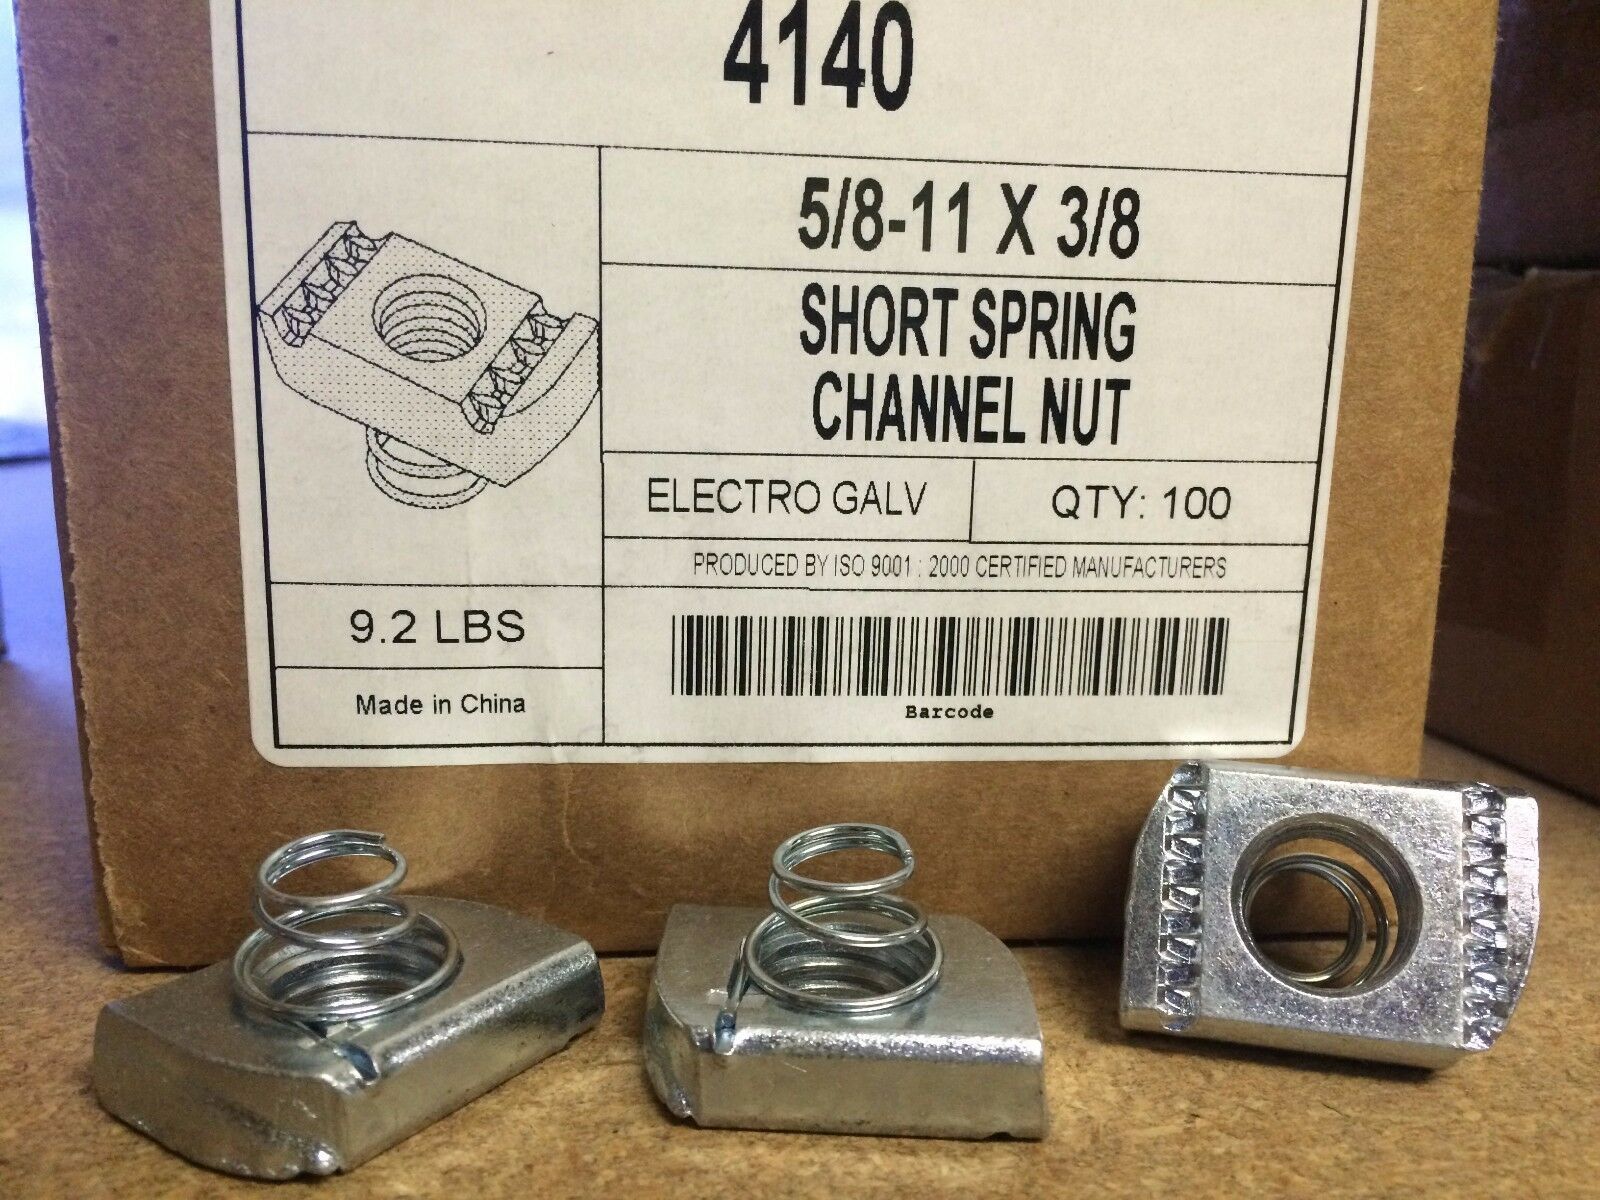 4140
5/8-11 X 3/8
SHORT SPRING
CHANNEL NUT
ELECTRO GALV
QTY: 100
PRODUCED BY ISO 9001 : 2000 CERTIFIED MANUFACTURERS
9.2 LBS
Made in China
Barcode